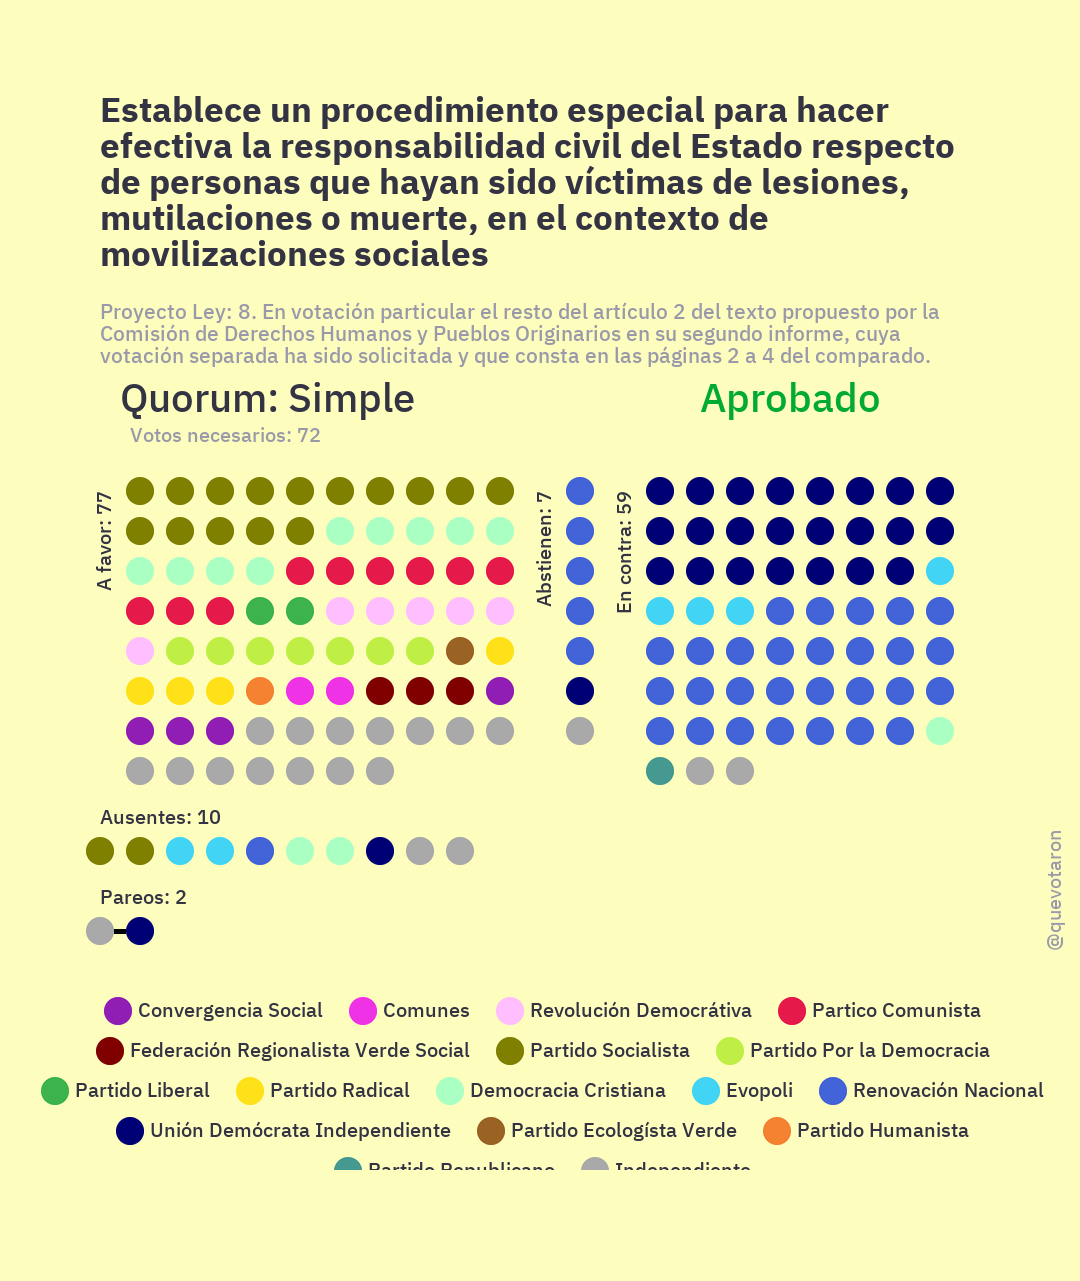 Establece un procedimiento especial para hacer
efectiva la responsabilidad civil del Estado respecto
de personas que hayan sido víctimas de lesiones,
mutilaciones o muerte, en el contexto de
movilizaciones sociales
Proyecto Ley: 8. En votación particular el resto del artículo 2 del texto propuesto por la
Comisión de Derechos Humanos y Pueblos Originarios en su segundo informe, cuya
votación separada ha sido solicitada y que consta en las páginas 2 a 4 del comparado.
Quorum: Simple
Aprobado
Votos necesarios: 72
A favor: 77
Abstienen: 7
En contra: 59
Ausentes: 10
Pareos: 2
@quevotaron
Convergencia Social Comunes Revolución Democrátiva Partico Comunista
Federación Regionalista Verde Social Partido Socialista Partido Por la Democracia
Partido Liberal Partido Radical Democracia Cristiana Evopoli Renovación Nacional
Unión Demócrata Independiente Partido Ecologísta Verde Partido Humanista
Partido Republicano Independiente